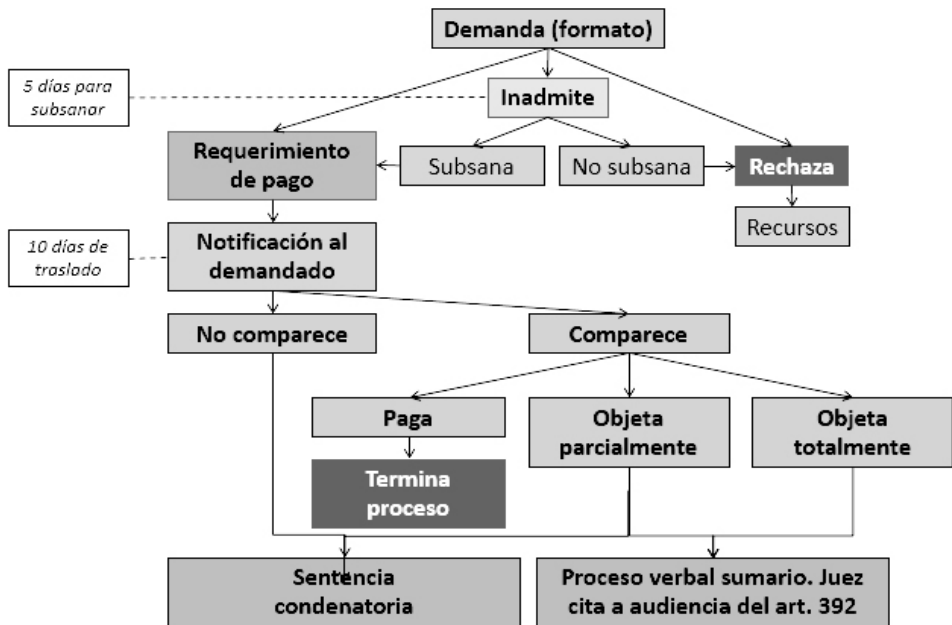 Demanda (formato)
5 días para
subsanar
Inadmite
Requerimiento
de pago
Subsana
No subsana
Rechaza
Recursos
10 días de
traslado
Notificación al
demandado
No comparece
Comparece
Paga
Objeta
parcialmente
Objeta
totalmente
Termina
proceso
Sentencia
condenatoria
Proceso verbal sumario. Juez
cita a audiencia del art. 392